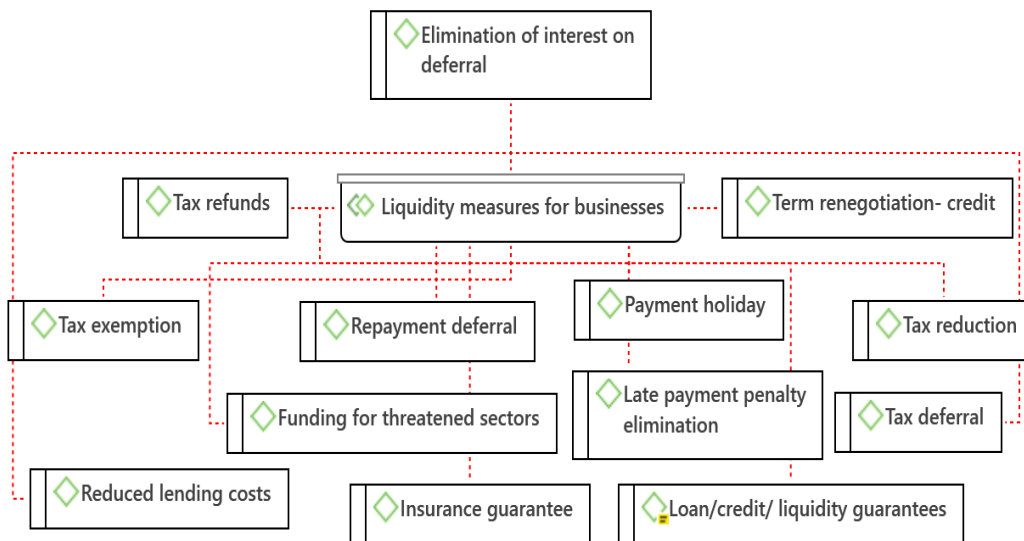 Elimination of interest on
deferral
Tax refunds
Liquidity measures for businesses
Term renegotiation- credit
Tax exemption
Repayment deferral
Payment holiday
Tax reduction
Funding for threatened sectors
Late payment penalty
elimination
Tax deferral
Reduced lending costs
Insurance guarantee
Loan/credit/ liquidity guarantees